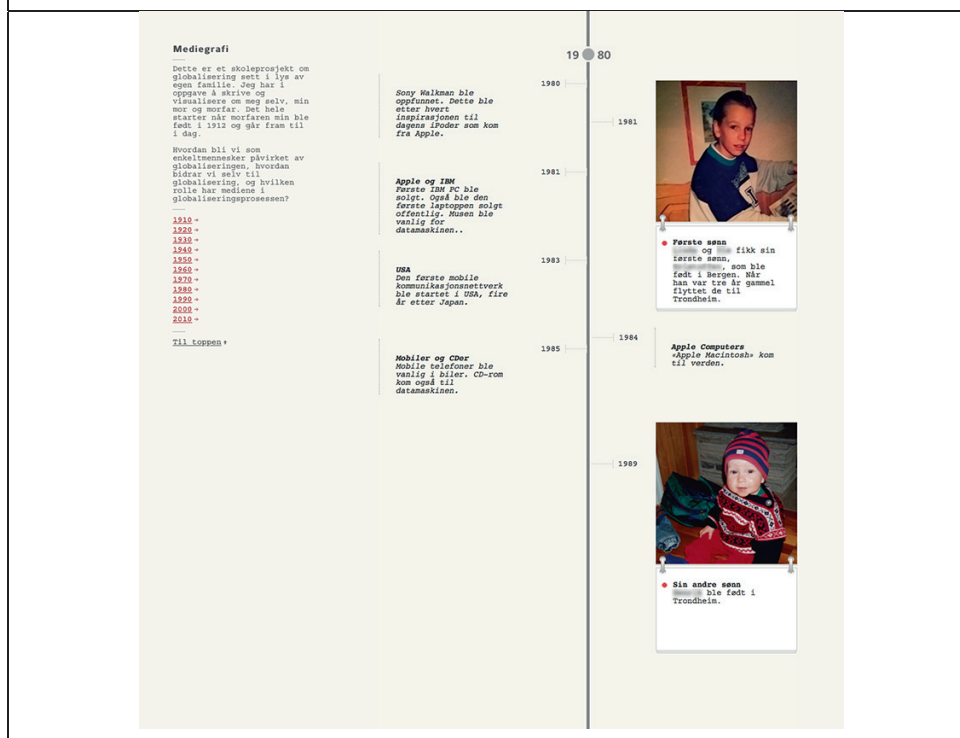 Mediegrafi
Dette er et skoleprosjekt om
globalisering sett i lys av
egen familie. Jeg har i
oppgave å skrive og
visualisere om meg selv, min
mor og morfar. Det hele
starter når morfaren min ble
født i 1912 og går fram til
i dag.
Hvordan bli vi som
enkeltmennesker påvirket av
globaliseringen, hvordan
bidrar vi selv til
globalisering, og hvilken
rolle har mediene i
globaliseringsprosessen?
1910→
1920→
1930→
1940→
1950→
1960→
1970→
1980→
1990→
2000→
2010→
Til toppen↑
19 80
1980
Sony Walkman ble
oppfunnet. Dette ble
etter hvert
inspirasjonen til
dagens iPoder som kom
fra Apple.
1981
Apple og IBM
Første IBM PC ble
solgt. Også ble den
første laptoppen solgt
offentlig. Musen ble
vanlig for
datamaskinen..
1983
USA
Den første mobile
kommunikasjonsnettverk
ble startet i USA, fire
år etter Japan.
1985
Mobiler og CDer
Mobile telefoner ble
vanlig i biler. CD-rom
kom også til
datamaskinen.
1981
Første sønn
og fikk sin
første sønn,
, som ble
født i Bergen. Når
han var tre år gammel
flyttet de til
Trondheim.
1984
Apple Computers
«Apple Macintosh» kom
til verden.
1989
Sin andre sønn
ble født i
Trondheim.